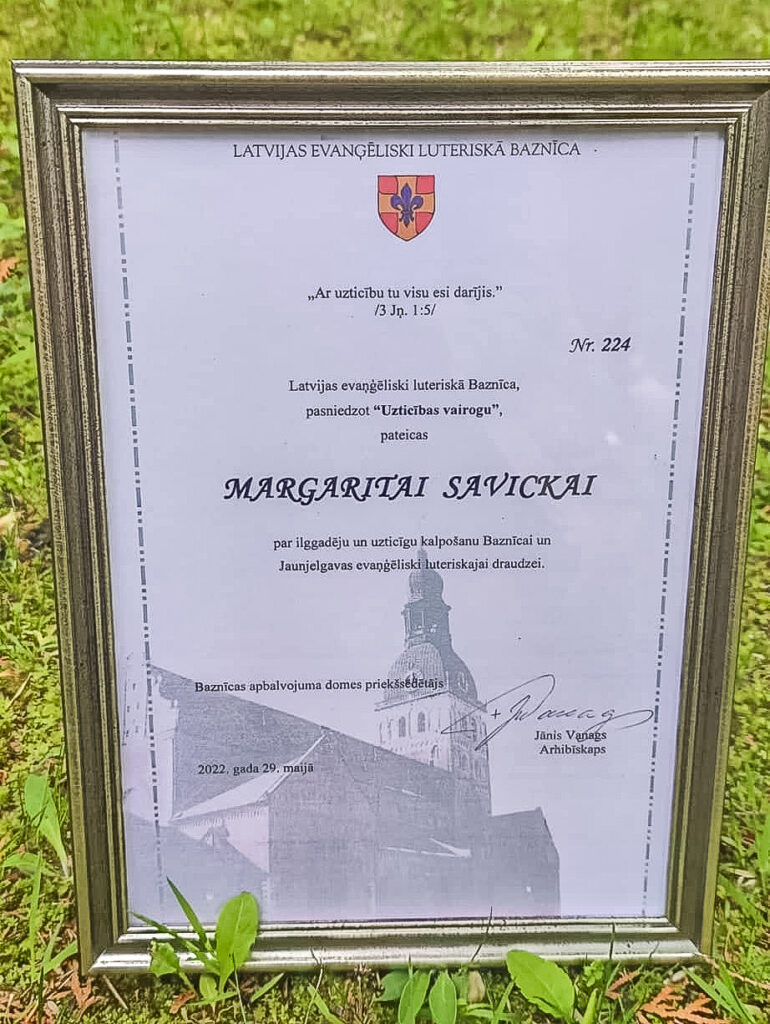 LATVIJAS EVAŅĢĒLISKI LUTERISKĀ BAZNĪCA
„Ar uzticību tu visu esi darījis.”
/3 Jņ. 1:5/
Nr. 224
Latvijas evaņģēliski luteriskā Baznīca,
pasniedzot “Uzticības vairogu”,
pateicas
MARGARITAI SAVICKAI
par ilggadēju un uzticīgu kalpošanu Baznīcai un
Jaunjelgavas evaņģēliski luteriskajai draudzei.
Baznīcas apbalvojuma domes priekšsēdētājs
+ JVanags
Jānis Vanags
Arhibīskaps
2022. gada 29. maijā